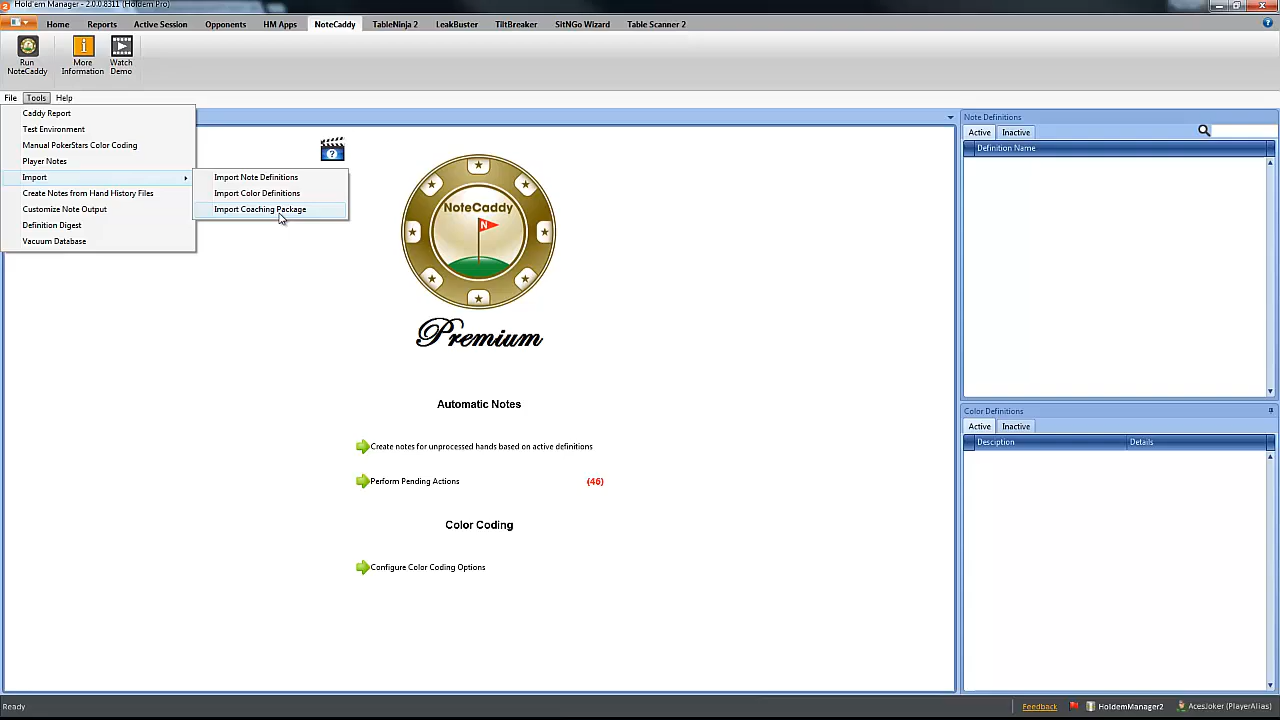 Hold'em Manager - 2.0.0.8311 (Holdem Pro)
Home Reports Active Session Opponents HM Apps NoteCaddy TableNinja 2 LeakBuster TiltBreaker SitNGo Wizard Table Scanner 2
Run NoteCaddy
More Information
Watch Demo
File Tools Help
Caddy Report
Test Environment
Manual PokerStars Color Coding
Player Notes
Import
Create Notes from Hand History Files
Customize Note Output
Definition Digest
Vacuum Database
Import Note Definitions
Import Color Definitions
Import Coaching Package
NoteCaddy
N
Premium
Automatic Notes
Create notes for unprocessed hands based on active definitions
Perform Pending Actions (46)
Color Coding
Configure Color Coding Options
Note Definitions
Active Inactive
Definition Name
Color Definitions
Active Inactive
Desciption Details
Ready
Feedback HoldemManager2 AcesJoker (PlayerAlias)